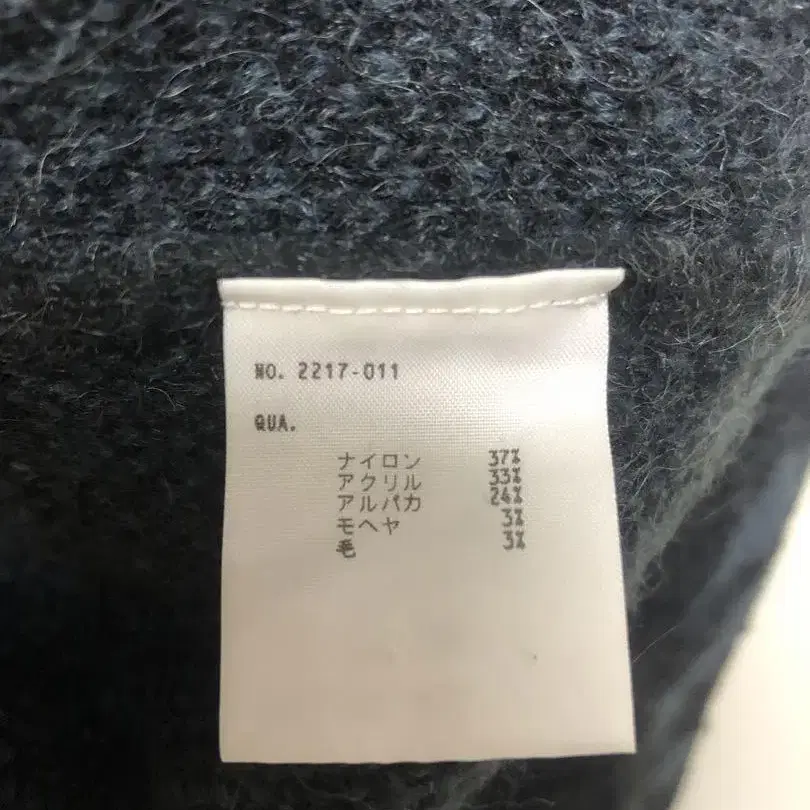 NO. 2217-011
QUA.
ナイロン 37%
アクリル 33%
アルパカ 24%
モヘヤ 3%
毛 3%